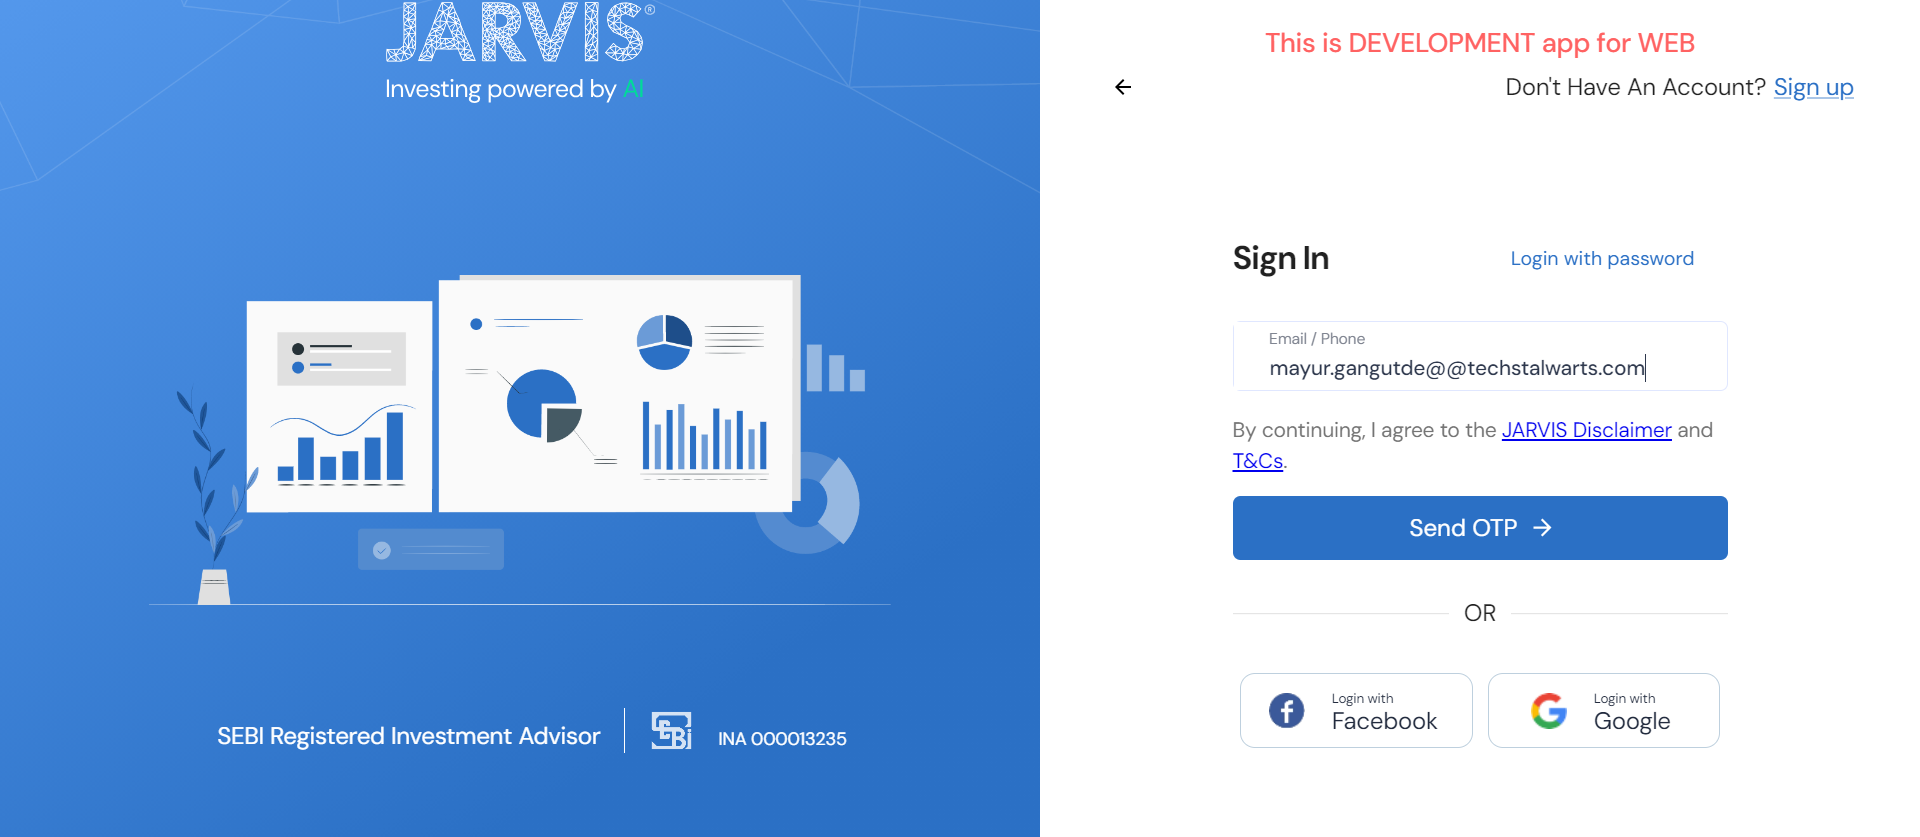 JARVIS®
Investing powered by AI
SEBI Registered Investment Advisor
SEBI
INA 000013235
This is DEVELOPMENT app for WEB
Don't Have An Account? Sign up
Sign In
Login with password
Email / Phone
mayur.gangutde@@techstalwarts.com
By continuing, I agree to the JARVIS Disclaimer and
T&Cs.
Send OTP
OR
Login with
Facebook
Login with
Google